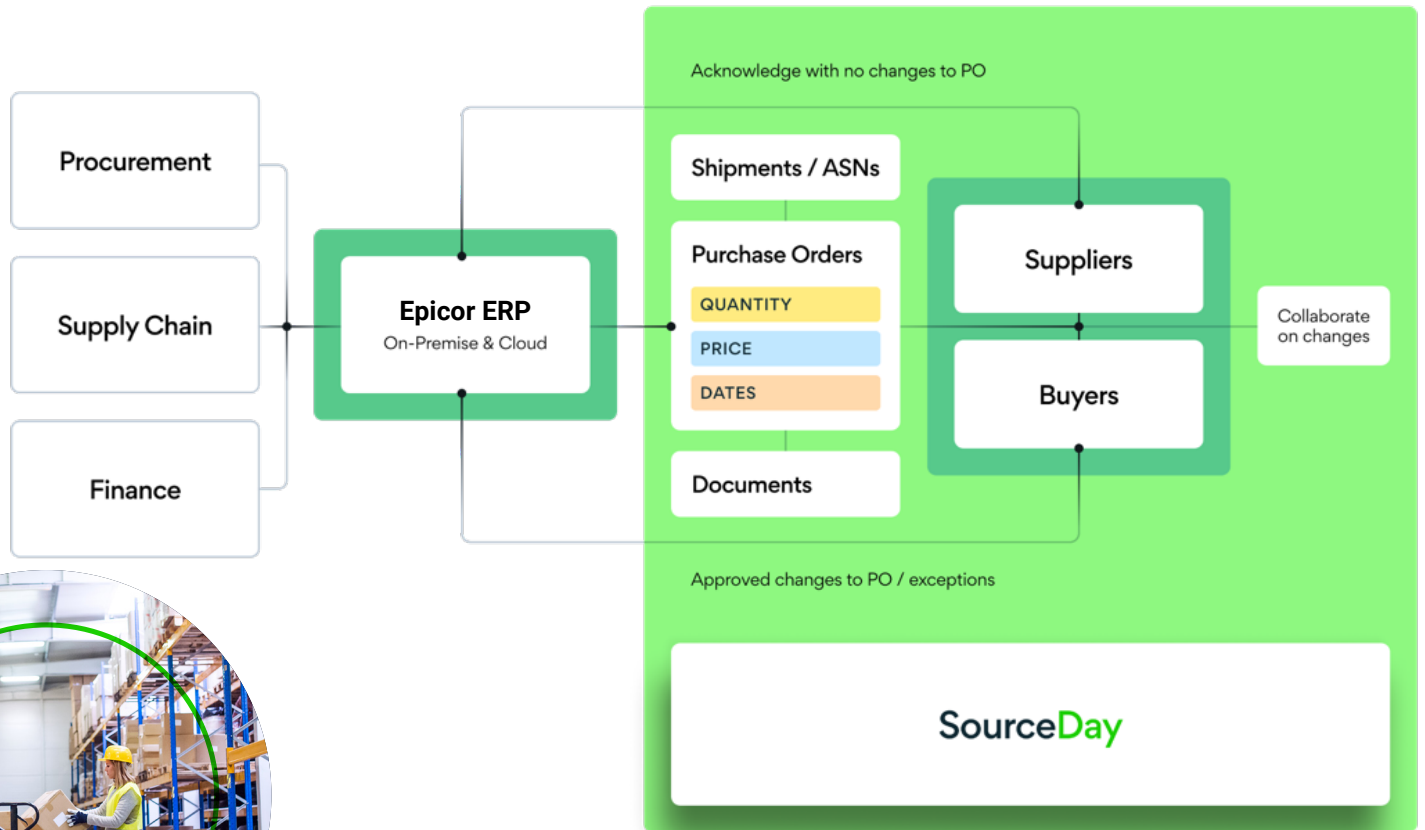 Acknowledge with no changes to PO
Procurement
Supply Chain
Finance
Epicor ERP
On-Premise & Cloud
Shipments / ASNs
Purchase Orders
QUANTITY
PRICE
DATES
Documents
Suppliers
Buyers
Collaborate
on changes
Approved changes to PO / exceptions
SourceDay